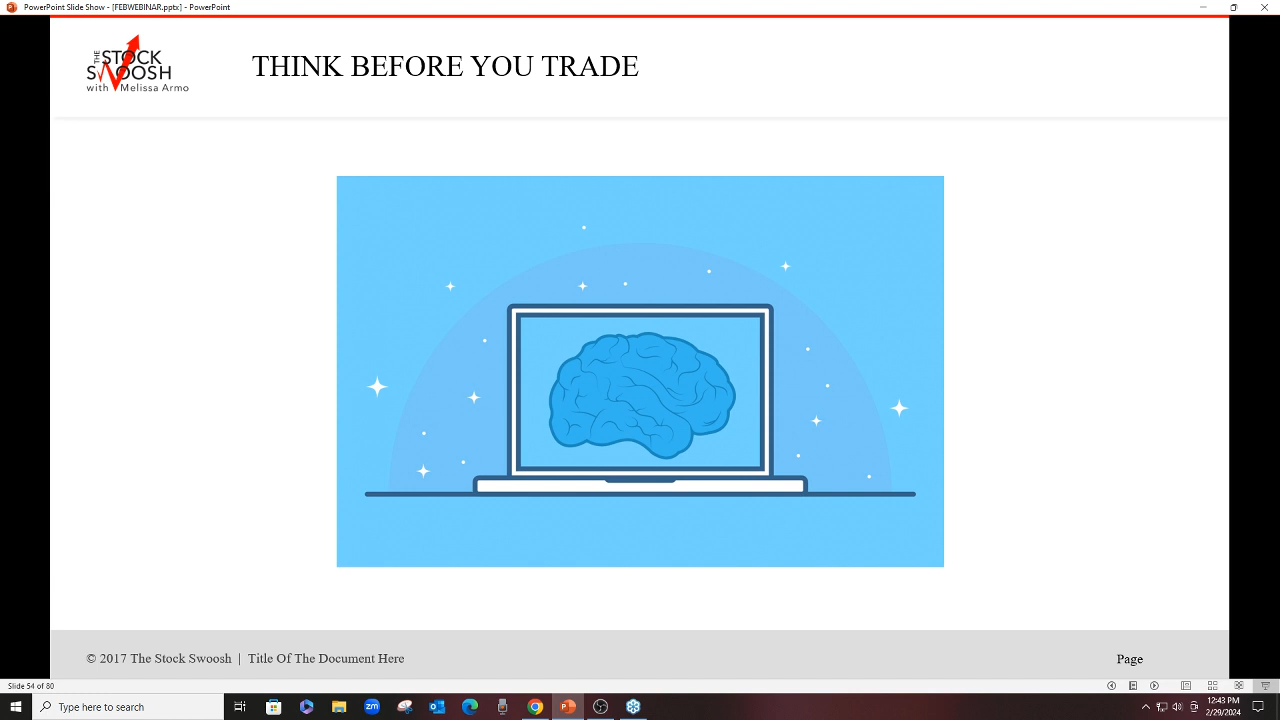 PowerPoint Slide Show - [FEBWEBINAR.pptx] - PowerPoint
THE STOCK
SWOOSH
with Melissa Armo
THINK BEFORE YOU TRADE
© 2017 The Stock Swoosh | Title Of The Document Here
Page
Slide 54 of 80
Type here to search
zm
12:43 PM
2/29/2024